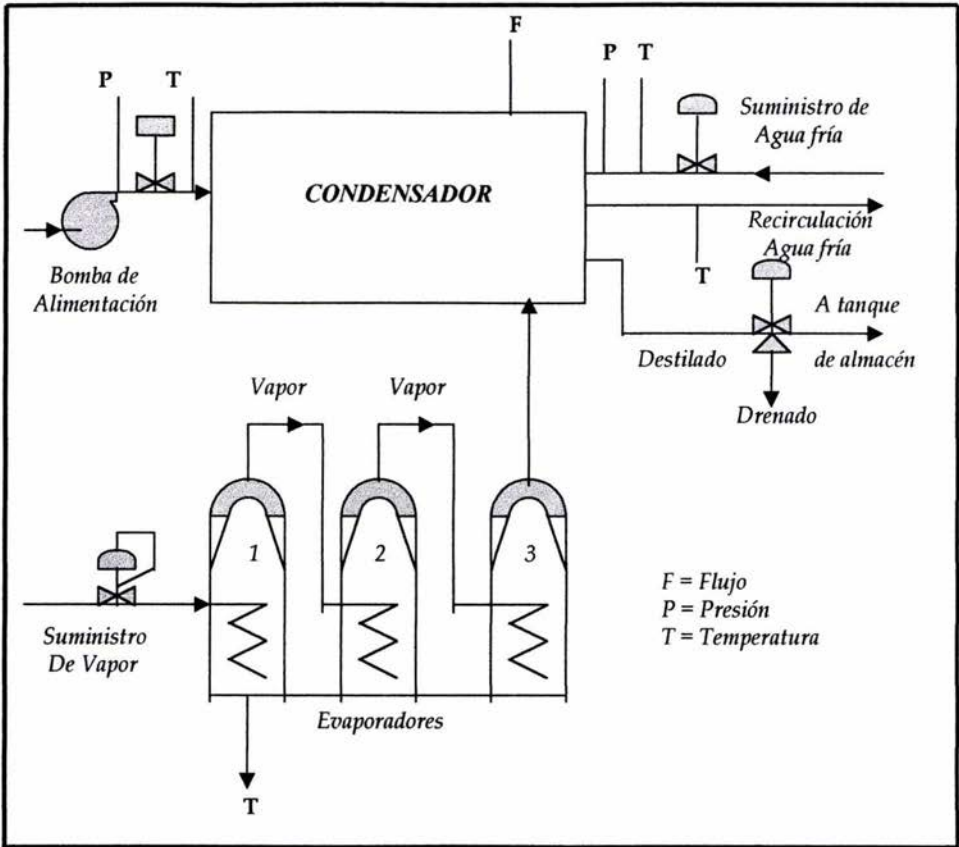 F
P T
P T
Suministro de
Agua fría
CONDENSADOR
Bomba de
Alimentación
Recirculación
Agua fría
T
A tanque
de almacén
Destilado
Drenado
Vapor
Vapor
1
2
3
Suministro
De Vapor
F = Flujo
P = Presión
T = Temperatura
Evaporadores
T